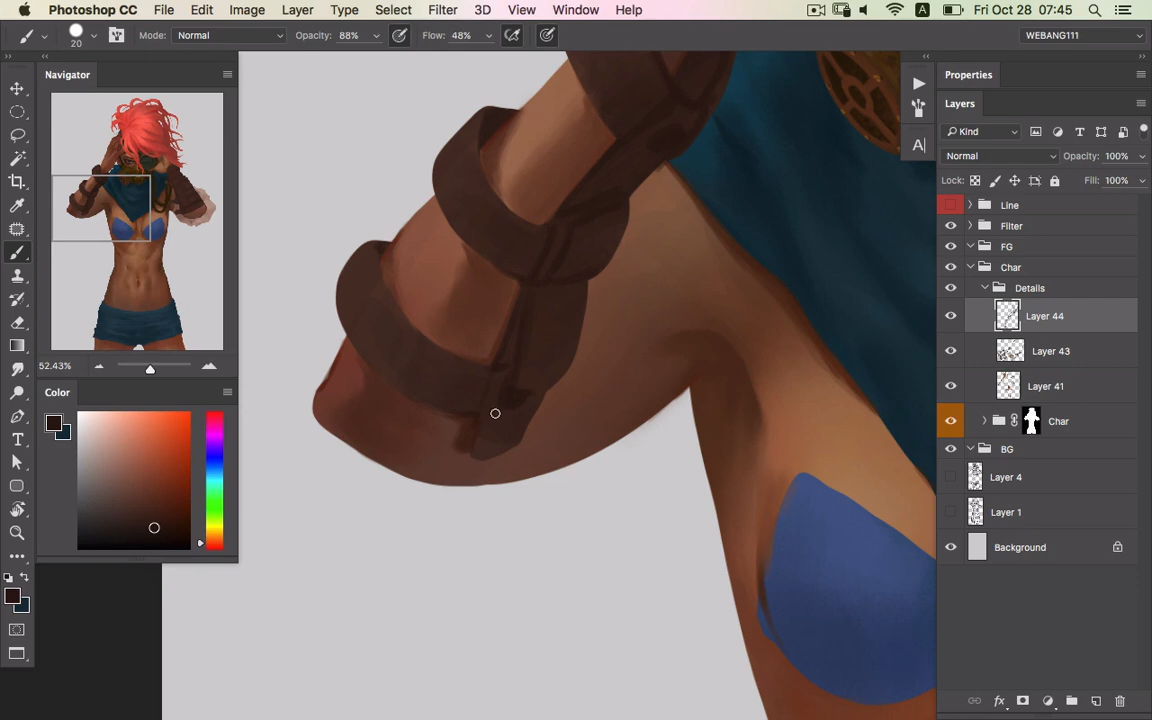 Photoshop CC File Edit Image Layer Type Select Filter 3D View Window Help A Fri Oct 28 07:45
20 Mode: Normal Opacity: 88% Flow: 48% WEBANG111
Navigator
52.43%
Color
T
A
Properties
Layers
Kind
T
Normal Opacity: 100%
Lock: Fill: 100%
Line
Filter
FG
Char
Details
Layer 44
Layer 43
Layer 41
Char
BG
Layer 4
Layer 1
Background
fx